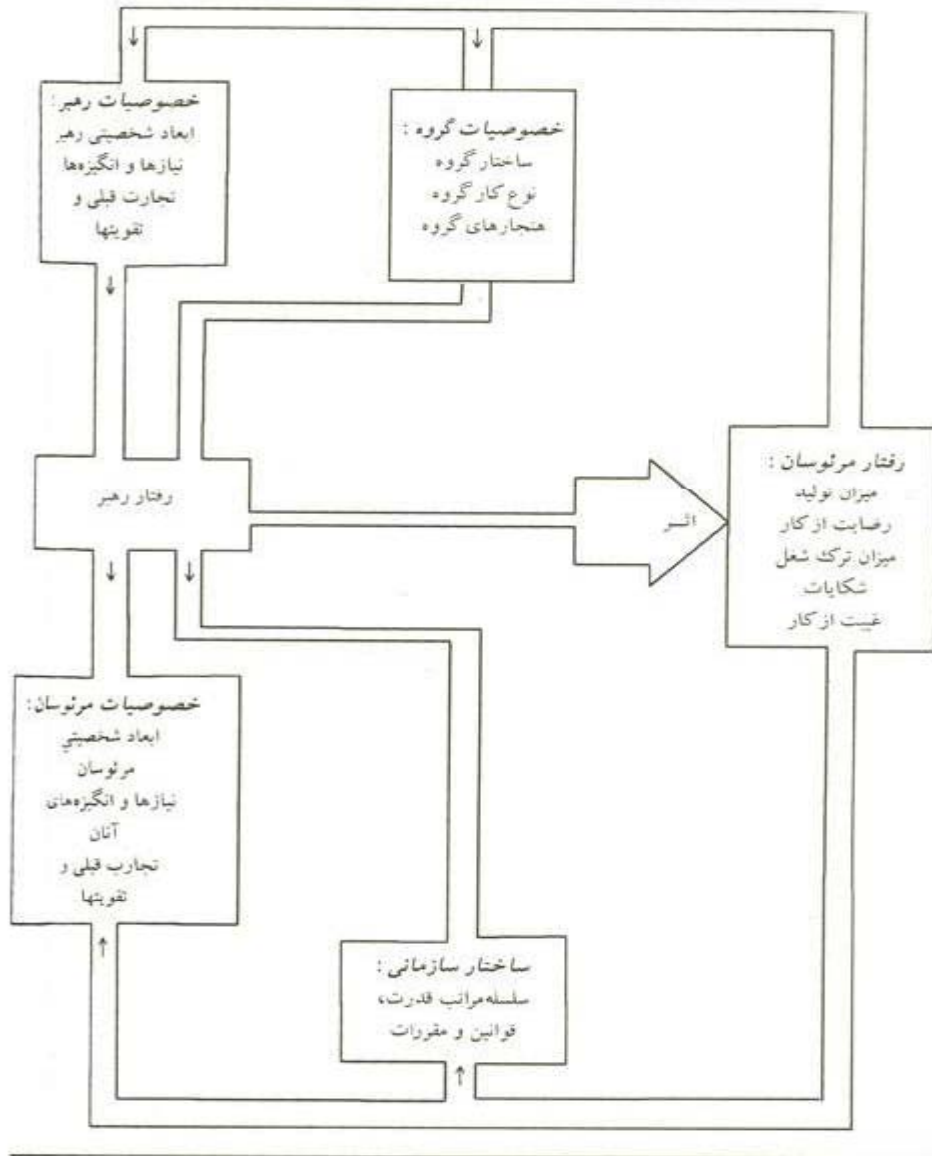 خصوصیات رهبر:
ابعاد شخصیتی رهبر
نیازها و انگیزه‌ها
تجارت قبلی و
تقویتها
خصوصیات گروه :
ساختار گروه
نوع کار گروه
هنجارهای گروه
رفتار رهبر
اثـر
رفتار مرئوسان :
میزان تولید
رضایت از کار
میزان ترک شغل
شکایات
غیبت از کار
خصوصیات مرئوسان:
ابعاد شخصیتي
مرئوسان
نیازها و انگیزه‌های
آنان
تجارب قبلی و
تقویتها
ساختار سازمانی :
سلسله مراتب قدرت،
قوانین و مقررات